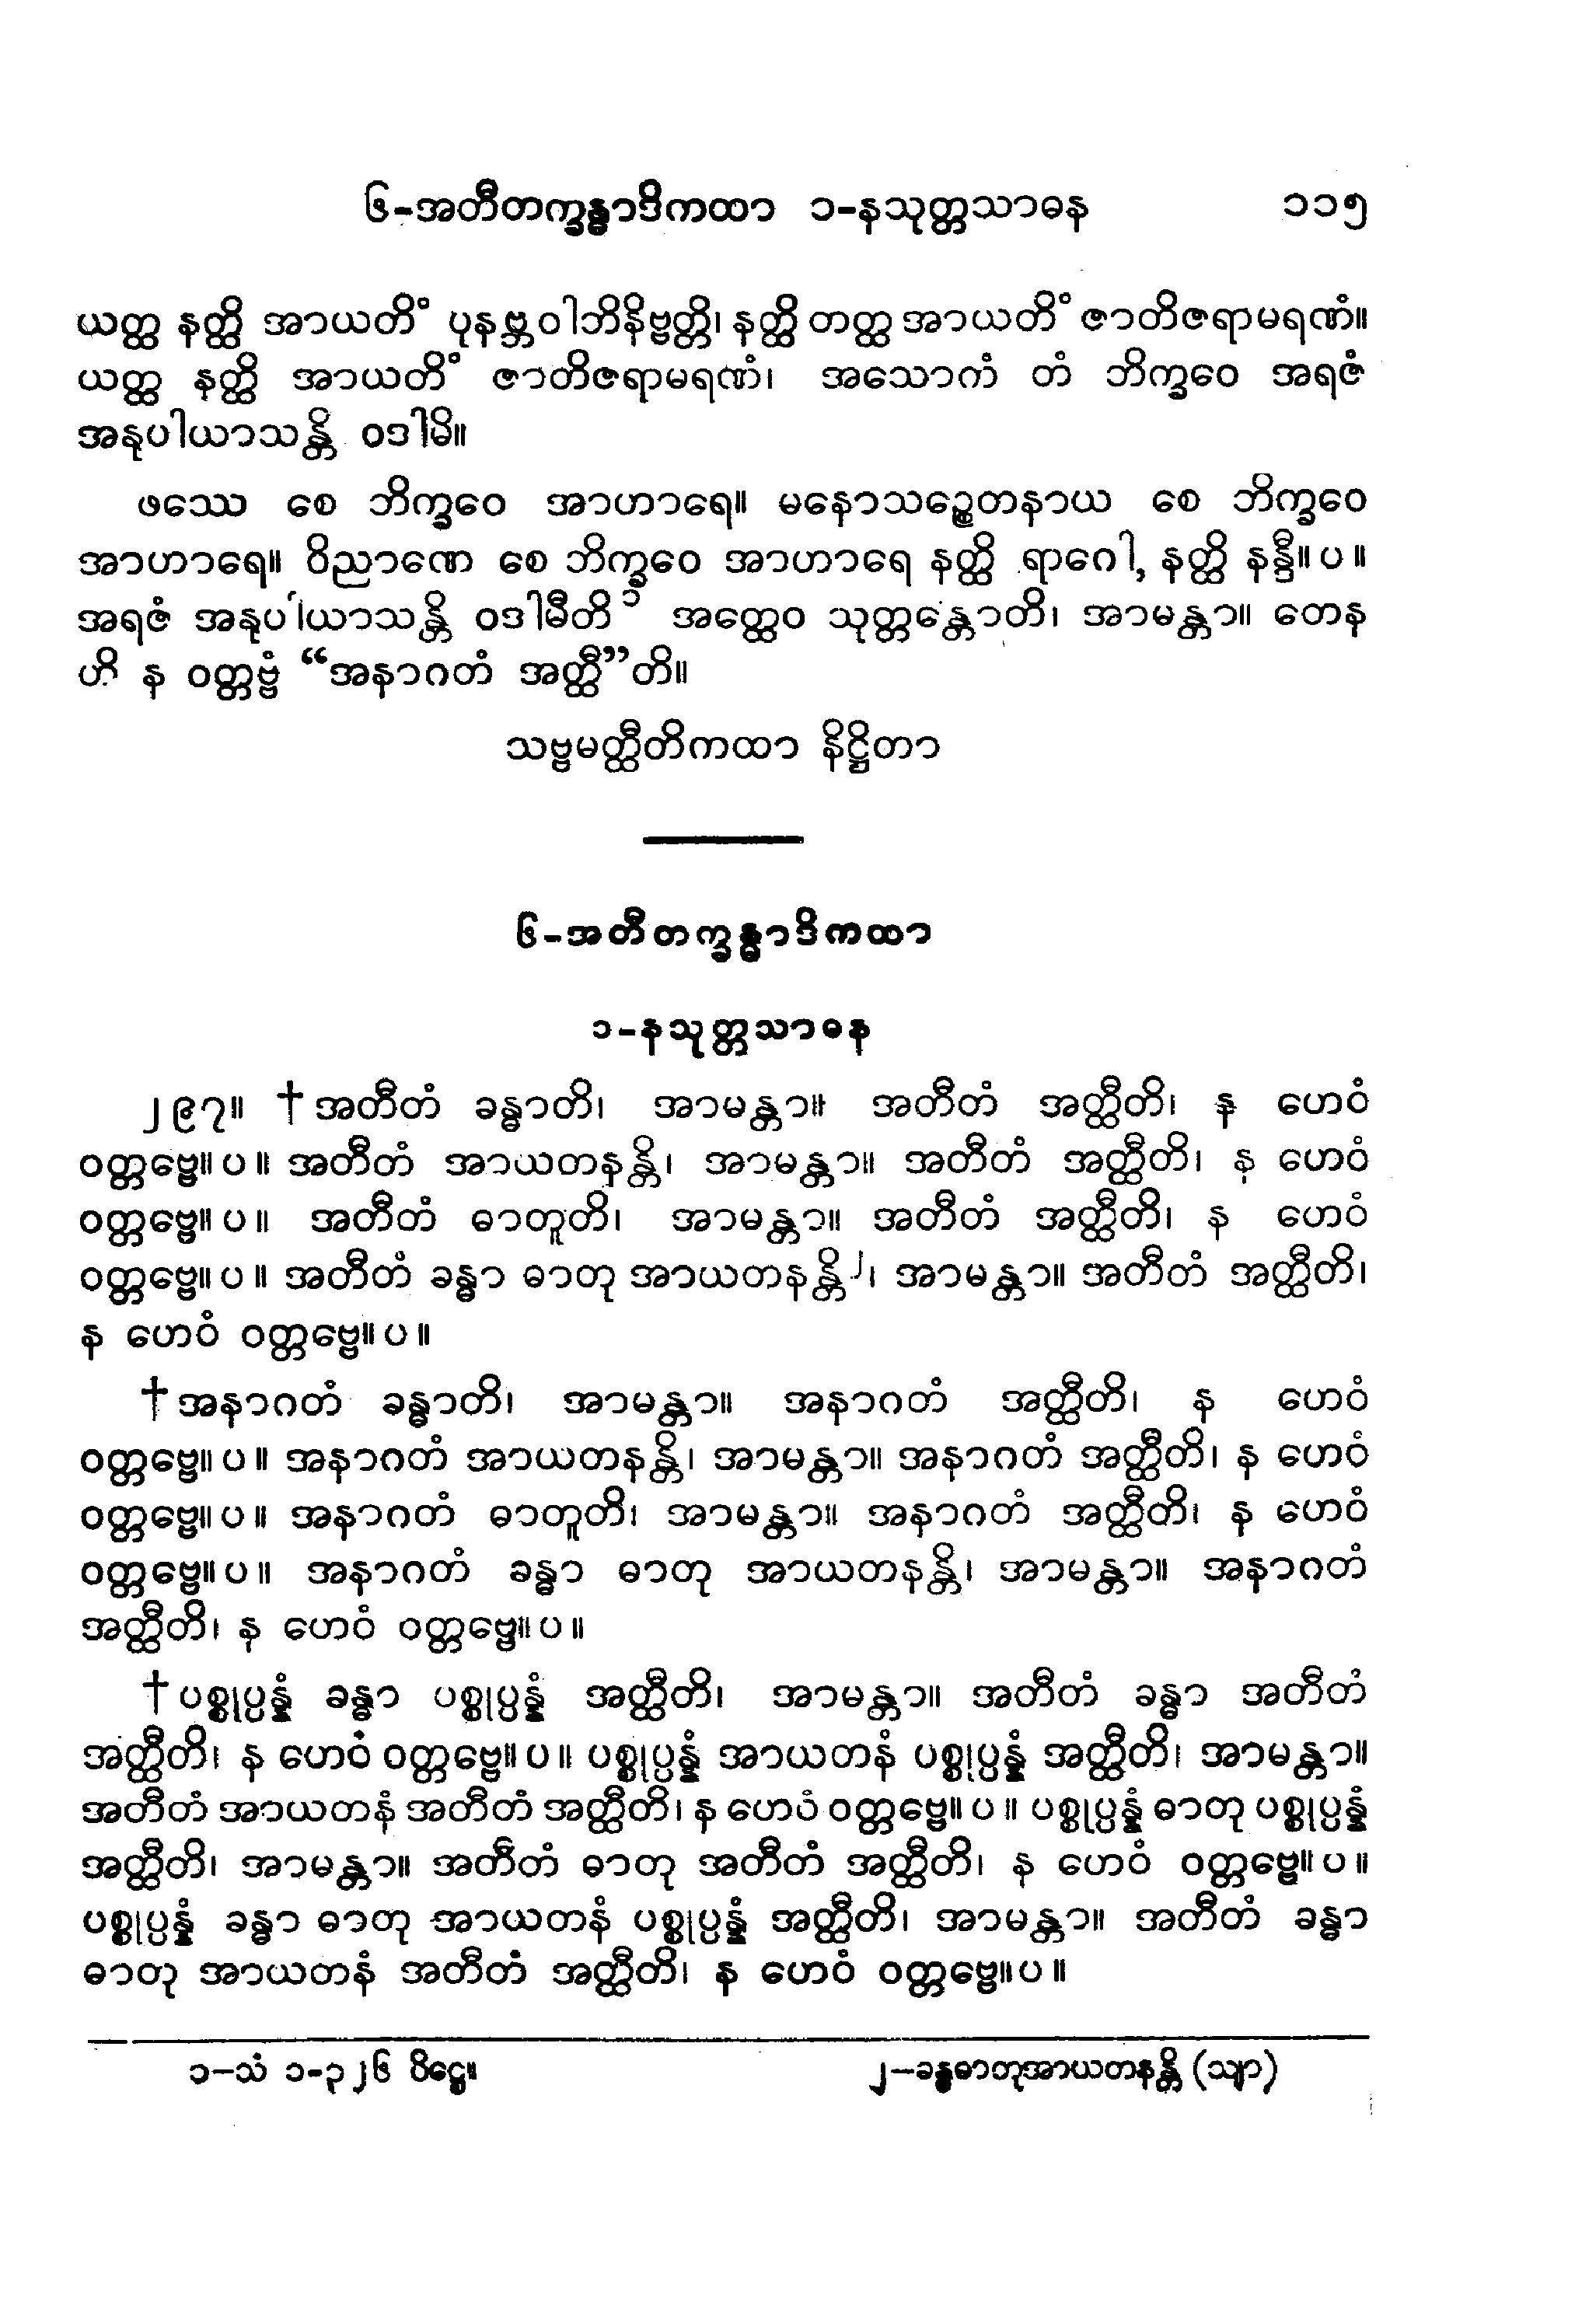 ၆-အတီတက္ခန္ဓာဒိကထာ ၁-နသုတ္တသာဓန ၁၁၅
ယတ္ထ နတ္ထိ အာယတိံ ပုနဗ္ဘဝါဘိနိဗ္ဗတ္တိ၊ နတ္ထိ တတ္ထ အာယတိံ ဇာတိဇရာမရဏံ။
ယတ္ထ နတ္ထိ အာယတိံ ဇာတိဇရာမရဏံ၊ အသောကံ တံ ဘိက္ခဝေ အရဇံ
အနုပါယာသန္တိ ဝဒါမိ။
ဖဿေ စေ ဘိက္ခဝေ အာဟာရေ။ မနောသဉ္စေတနာယ စေ ဘိက္ခဝေ
အာဟာရေ။ ဝိညာဏေ စေ ဘိက္ခဝေ အာဟာရေ နတ္ထိ ရာဂေါ, နတ္ထိ နန္ဒီ။ ပ ။
အရဇံ အနုပါယာသန္တိ ဝဒါမီတိ ၁ အတ္ထေဝ သုတ္တန္တောတိ၊ အာမန္တာ။ တေန
ဟိ န ဝတ္တဗ္ဗံ “အနာဂတံ အတ္ထီ”တိ။
သဗ္ဗမတ္ထီတိကထာ နိဋ္ဌိတာ
၆-အတီတက္ခန္ဓာဒိကထာ
၁-နသုတ္တသာဓန
၂၉၇။ †အတီတံ ခန္ဓာတိ၊ အာမန္တာ။ အတီတံ အတ္ထီတိ၊ န ဟေဝံ
ဝတ္တဗ္ဗေ။ ပ ။ အတီတံ အာယတနန္တိ၊ အာမန္တာ။ အတီတံ အတ္ထီတိ၊ န ဟေဝံ
ဝတ္တဗ္ဗေ။ ပ ။ အတီတံ ဓာတူတိ၊ အာမန္တာ။ အတီတံ အတ္ထီတိ၊ န ဟေဝံ
ဝတ္တဗ္ဗေ။ ပ ။ အတီတံ ခန္ဓာ ဓာတု အာယတနန္တိ ၂၊ အာမန္တာ။ အတီတံ အတ္ထီတိ၊
န ဟေဝံ ဝတ္တဗ္ဗေ။ ပ ။
†အနာဂတံ ခန္ဓာတိ၊ အာမန္တာ။ အနာဂတံ အတ္ထီတိ၊ န ဟေဝံ
ဝတ္တဗ္ဗေ။ ပ ။ အနာဂတံ အာယတနန္တိ၊ အာမန္တာ။ အနာဂတံ အတ္ထီတိ၊ န ဟေဝံ
ဝတ္တဗ္ဗေ။ ပ ။ အနာဂတံ ဓာတူတိ၊ အာမန္တာ။ အနာဂတံ အတ္ထီတိ၊ န ဟေဝံ
ဝတ္တဗ္ဗေ။ ပ ။ အနာဂတံ ခန္ဓာ ဓာတု အာယတနန္တိ၊ အာမန္တာ။ အနာဂတံ
အတ္ထီတိ၊ န ဟေဝံ ဝတ္တဗ္ဗေ။ ပ ။
†ပစ္စုပ္ပန္နံ ခန္ဓာ ပစ္စုပ္ပန္နံ အတ္ထီတိ၊ အာမန္တာ။ အတီတံ ခန္ဓာ အတီတံ
အတ္ထီတိ၊ န ဟေဝံ ဝတ္တဗ္ဗေ။ ပ ။ ပစ္စုပ္ပန္နံ အာယတနံ ပစ္စုပ္ပန္နံ အတ္ထီတိ၊ အာမန္တာ။
အတီတံ အာယတနံ အတီတံ အတ္ထီတိ၊ န ဟေဝံ ဝတ္တဗ္ဗေ။ ပ ။ ပစ္စုပ္ပန္နံ ဓာတု ပစ္စုပ္ပန္နံ
အတ္ထီတိ၊ အာမန္တာ။ အတီတံ ဓာတု အတီတံ အတ္ထီတိ၊ န ဟေဝံ ဝတ္တဗ္ဗေ။ ပ ။
ပစ္စုပ္ပန္နံ ခန္ဓာ ဓာတု အာယတနံ ပစ္စုပ္ပန္နံ အတ္ထီတိ၊ အာမန္တာ။ အတီတံ ခန္ဓာ
ဓာတု အာယတနံ အတီတံ အတ္ထီတိ၊ န ဟေဝံ ဝတ္တဗ္ဗေ။ ပ ။
၁-သံ ၁-၃၂၆ ပိဋ္ဌေ။ ၂-ခန္ဓဓာတုအာယတနန္တိ (သျာ)